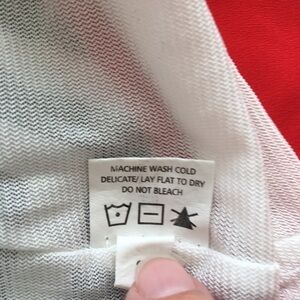 MACHINE WASH COLD
DELICATE/ LAY FLAT TO DRY
DO NOT BLEACH